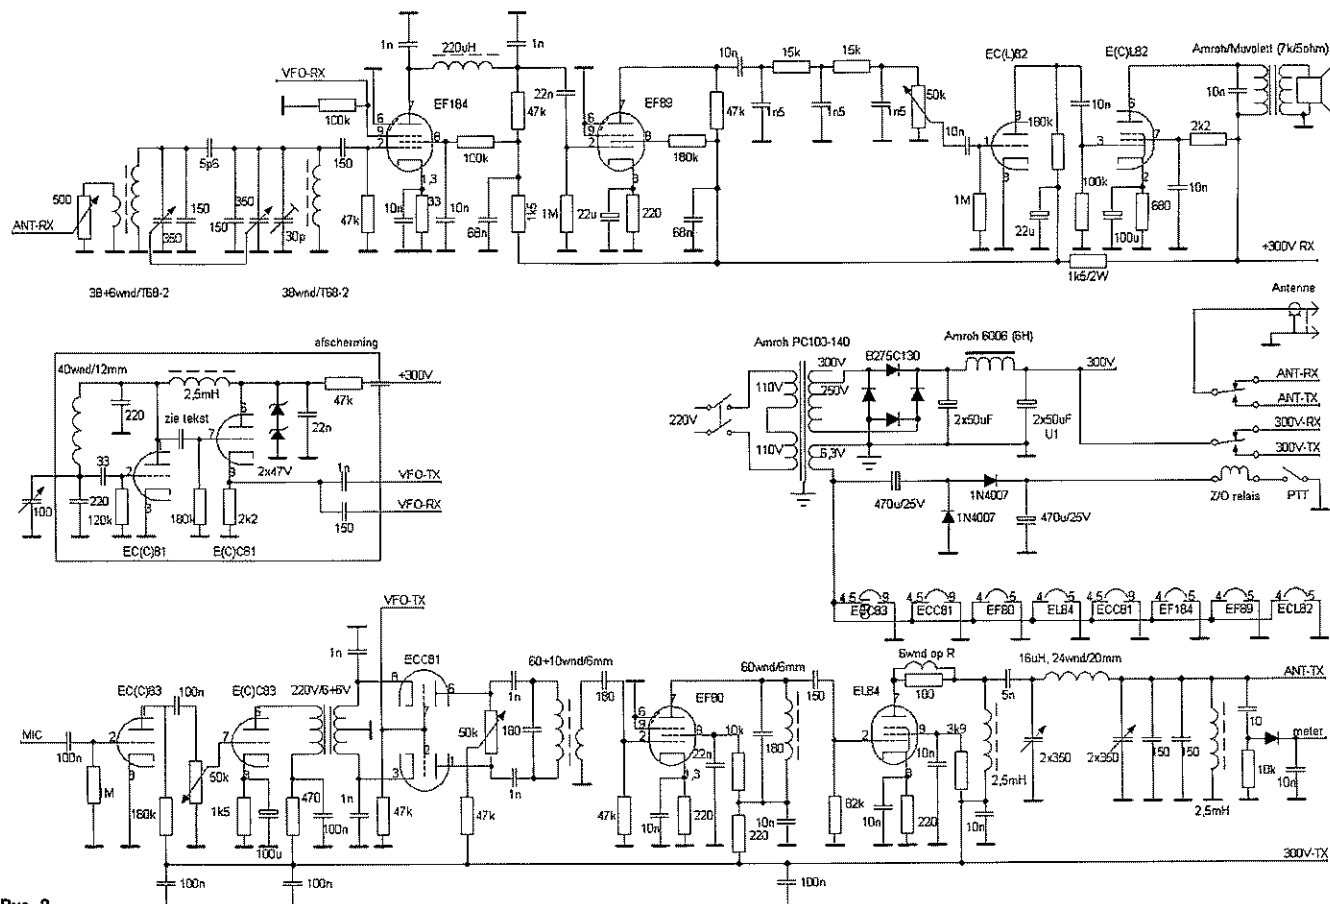 1n
220uH
1n
VFO-RX
100k
EF184
47k
22n
EF89
47k
10n
15k
15k
1n5
1n5
1n5
50k
10n
EC(L)82
180k
10n
E(C)L82
Amroh/Muvolett (7k/5ohm)
10n
2k2
10n
500
ANT-RX
5p6
350
150
150
350
30p
150
47k
10n
33
10n
100k
68n
1k5
1M
22u
220
180k
68n
1M
22u
100k
100u
680
1k5/2W
+300V RX
38+6wnd/T68-2
38wnd/T68-2
Antenne
afscherming
40wnd/12mm
2,5mH
47k
+300V
220
zie tekst
22n
2x47V
33
100
220
120k
180k
2k2
1n
150
VFO-TX
VFO-RX
EC(C)81
E(C)C81
Amroh PC100-140
B275C130
Amroh 6006 (6H)
300V
250V
110V
220V
110V
6,3V
300V
2x50uF
2x50uF
U1
ANT-RX
ANT-TX
300V-RX
300V-TX
470u/25V
1N4007
1N4007
470u/25V
Z/O relais
PTT
ECC83
ECC81
EF80
EL84
ECC81
EF184
EF89
ECL82
VFO-TX
1n
ECC81
60+10wnd/6mm
60wnd/6mm
6wnd op R
16uH, 24wnd/20mm
ANT-TX
EC(C)83
100n
E(C)C83
220V/6+6V
MIC
100n
M
180k
50k
1k5
100u
470
100n
1n
47k
50k
47k
1n
180
1n
180
47k
EF80
10n
220
22n
10k
220
180
10n
150
EL84
82k
10n
220
10n
3k9
100
5n
2,5mH
10n
2x350
2x350
150
150
2,5mH
10
10k
10n
meter
300V-TX
100n
100n
100n